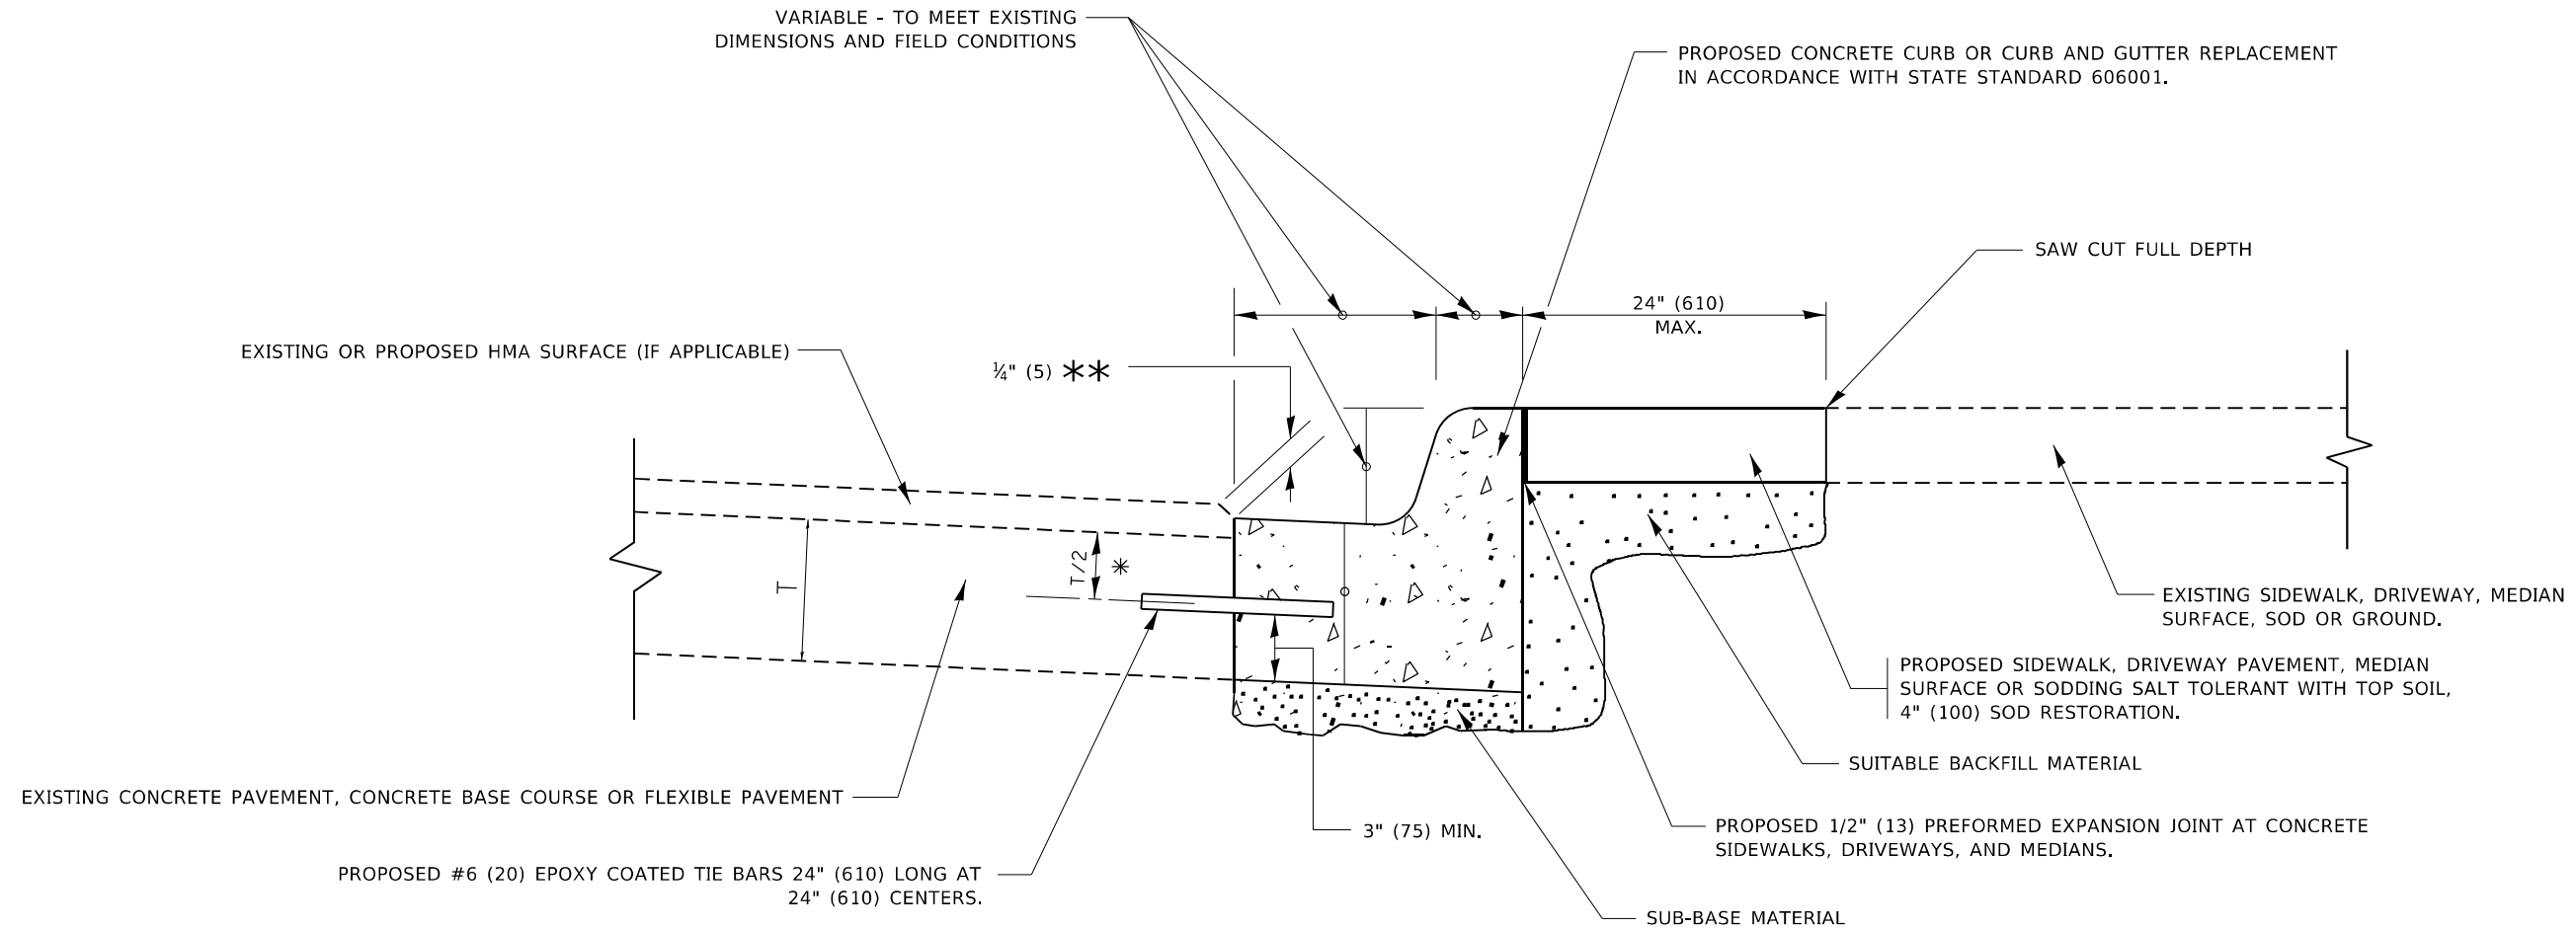 VARIABLE - TO MEET EXISTING
DIMENSIONS AND FIELD CONDITIONS
PROPOSED CONCRETE CURB OR CURB AND GUTTER REPLACEMENT
IN ACCORDANCE WITH STATE STANDARD 606001.
SAW CUT FULL DEPTH
24" (610)
MAX.
EXISTING OR PROPOSED HMA SURFACE (IF APPLICABLE)
¼" (5) **
T/2 *
T
EXISTING SIDEWALK, DRIVEWAY, MEDIAN
SURFACE, SOD OR GROUND.
PROPOSED SIDEWALK, DRIVEWAY PAVEMENT, MEDIAN
SURFACE OR SODDING SALT TOLERANT WITH TOP SOIL,
4" (100) SOD RESTORATION.
SUITABLE BACKFILL MATERIAL
EXISTING CONCRETE PAVEMENT, CONCRETE BASE COURSE OR FLEXIBLE PAVEMENT
3" (75) MIN.
PROPOSED 1/2" (13) PREFORMED EXPANSION JOINT AT CONCRETE
SIDEWALKS, DRIVEWAYS, AND MEDIANS.
PROPOSED #6 (20) EPOXY COATED TIE BARS 24" (610) LONG AT
24" (610) CENTERS.
SUB-BASE MATERIAL